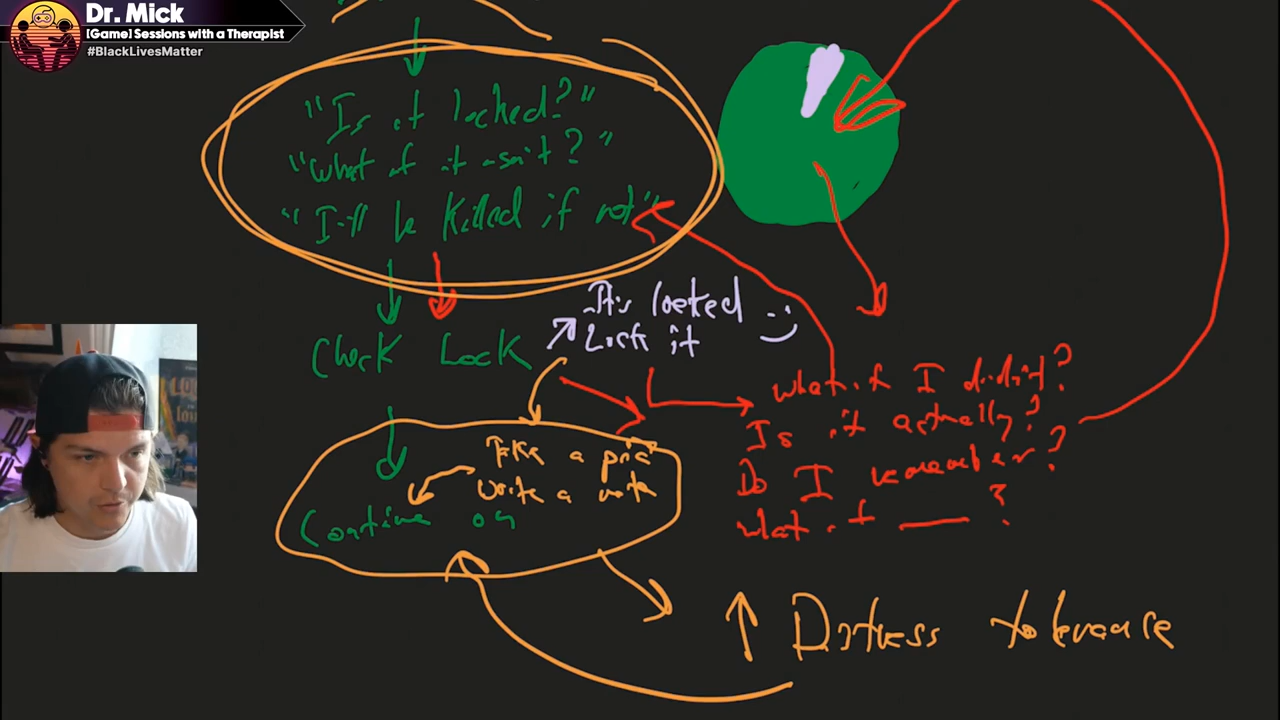 Dr. Mick
[Game] Sessions with a Therapist
#BlackLivesMatter
"Is it locked?"
"What if it isn't?"
"I'll be killed if not"
It's locked :)
Lock it
Check Lock
What if I didn't?
Is it actually?
Do I remember?
What if ___?
Take a pic
Write a note
Continue on
↑ Distress tolerance